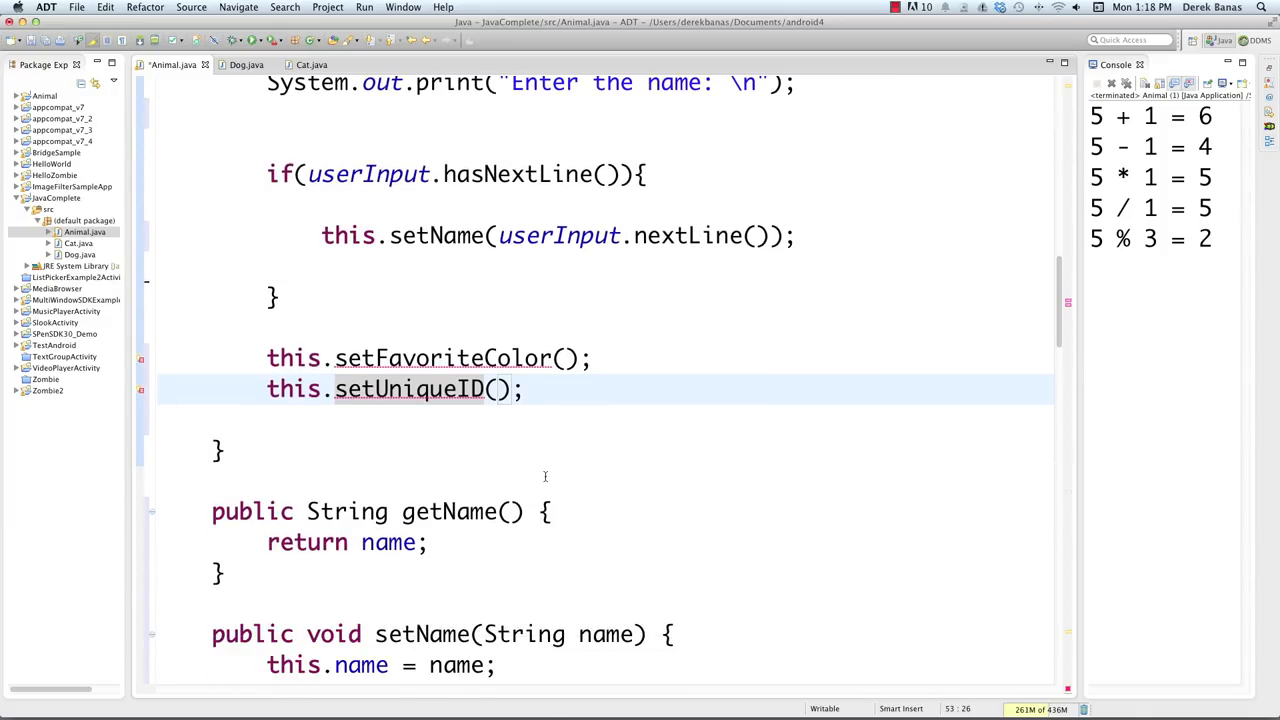 ADT File Edit Refactor Source Navigate Search Project Run Window Help
10 Mon 1:18 PM Derek Banas
Java - JavaComplete/src/Animal.java - ADT - /Users/derekbanas/Documents/android4
Quick Access Java DDMS
Package Exp *Animal.java Dog.java Cat.java Console
<terminated> Animal (1) [Java Application] /S
Animal
appcompat_v7
appcompat_v7_2
appcompat_v7_3
appcompat_v7_4
BridgeSample
HelloWorld
HelloZombie
ImageFilterSampleApp
JavaComplete
src
(default package)
Animal.java
Cat.java
Dog.java
JRE System Library [Ja
ListPickerExample2Activi
MediaBrowser
MultiWindowSDKExample
MusicPlayerActivity
SlookActivity
SPenSDK30_Demo
TestAndroid
TextGroupActivity
VideoPlayerActivity
Zombie
Zombie2
System.out.print("Enter the name: \n");
if(userInput.hasNextLine()){
this.setName(userInput.nextLine());
}
this.setFavoriteColor();
this.setUniqueID();
}
public String getName() {
return name;
}
public void setName(String name) {
this.name = name;
5 + 1 = 6
5 - 1 = 4
5 * 1 = 5
5 / 1 = 5
5 % 3 = 2
Writable Smart Insert 53 : 26 261M of 436M